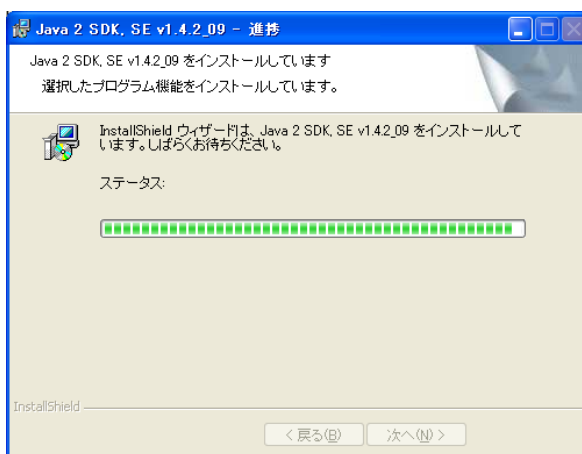 Java 2 SDK, SE v1.4.2_09 - 進捗
Java 2 SDK, SE v1.4.2_09 をインストールしています
選択したプログラム機能をインストールしています。
InstallShield ウィザードは、Java 2 SDK, SE v1.4.2_09 をインストールして
います。しばらくお待ちください。
ステータス:
InstallShield
< 戻る(B)
次へ(N) >